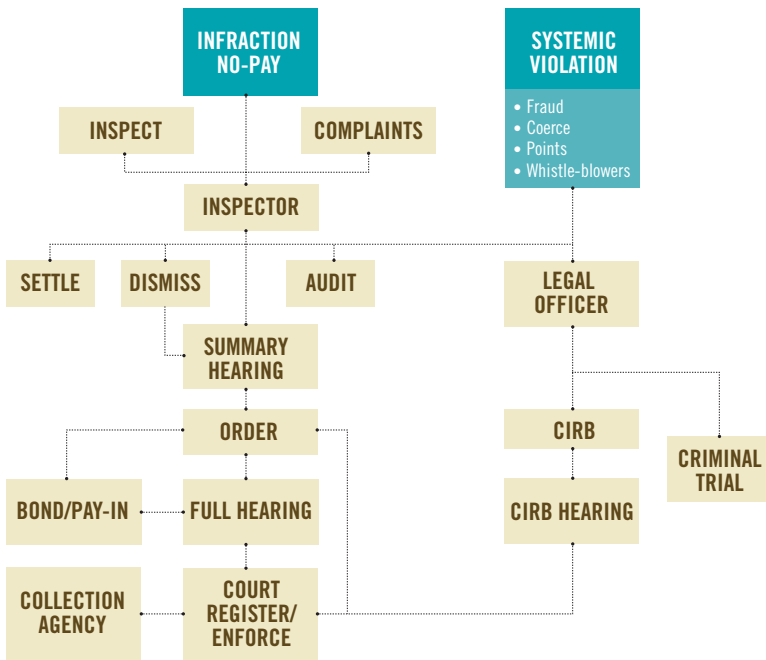 INFRACTION
NO-PAY
SYSTEMIC
VIOLATION
• Fraud
• Coerce
• Points
• Whistle-blowers
INSPECT
COMPLAINTS
INSPECTOR
SETTLE
DISMISS
AUDIT
LEGAL
OFFICER
SUMMARY
HEARING
ORDER
CIRB
CRIMINAL
TRIAL
BOND/PAY-IN
FULL HEARING
CIRB HEARING
COLLECTION
AGENCY
COURT
REGISTER/
ENFORCE